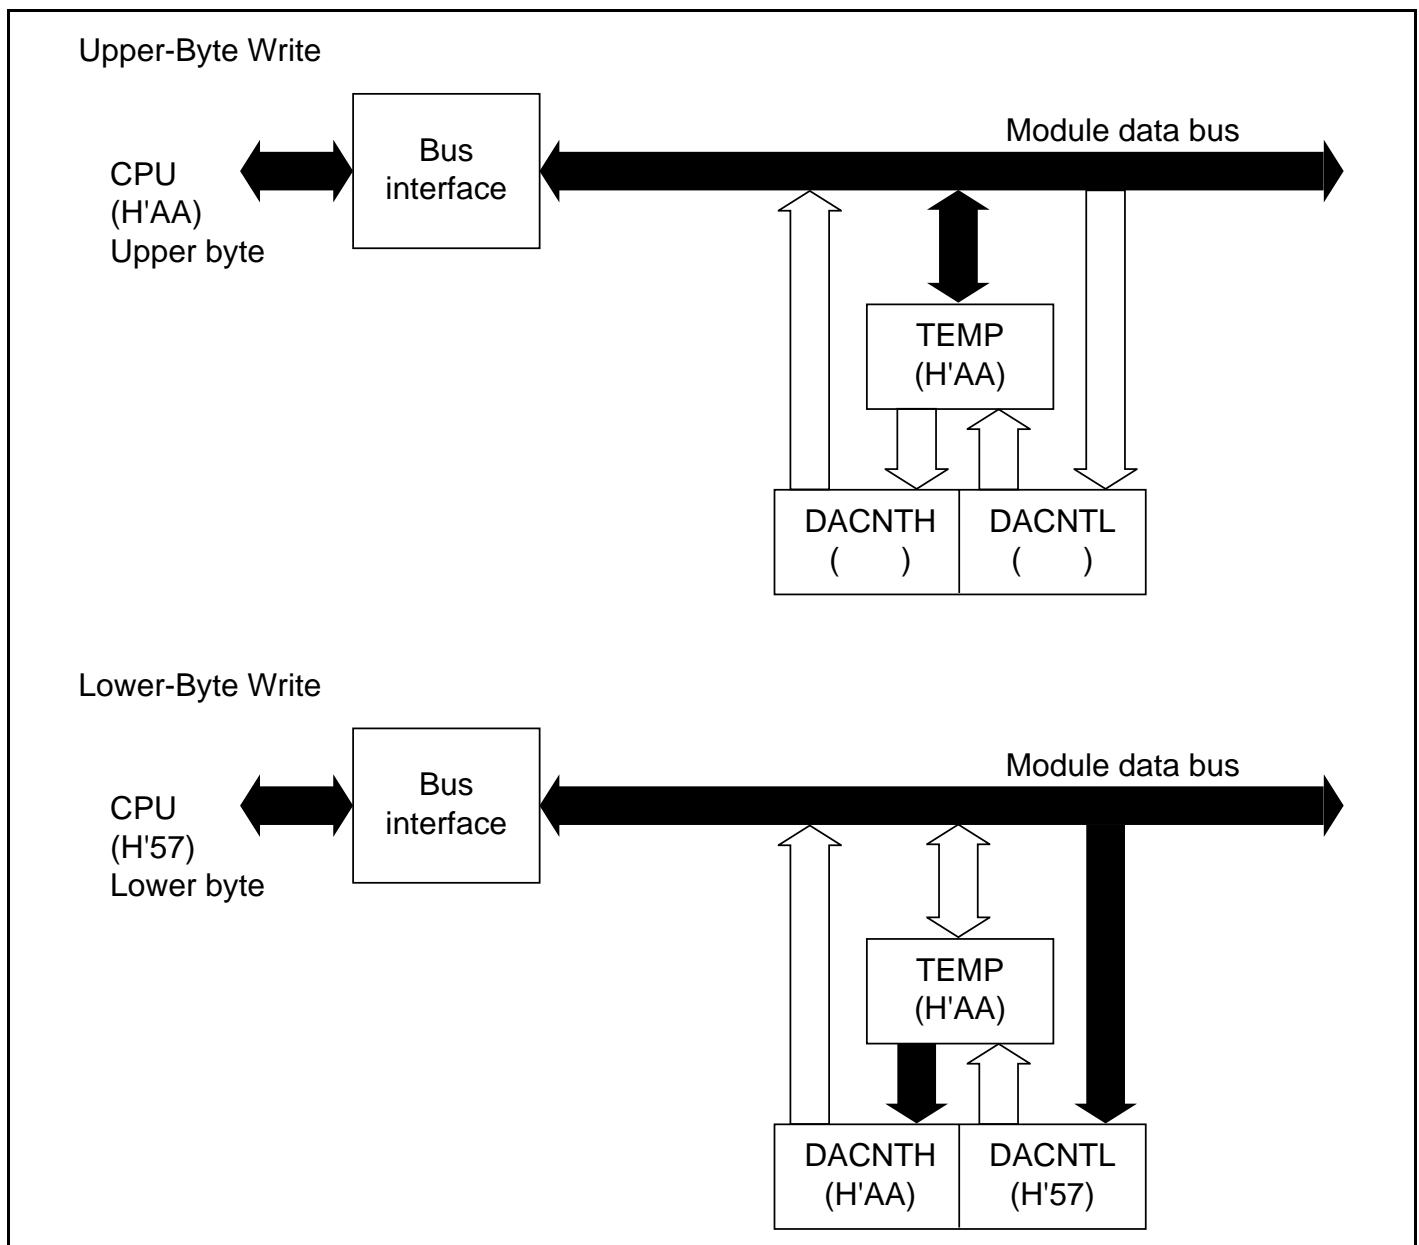 Upper-Byte Write
Module data bus
Bus
interface
CPU
(H'AA)
Upper byte
TEMP
(H'AA)
DACNTH
(      )
DACNTL
(      )
Lower-Byte Write
Module data bus
Bus
interface
CPU
(H'57)
Lower byte
TEMP
(H'AA)
DACNTH
(H'AA)
DACNTL
(H'57)